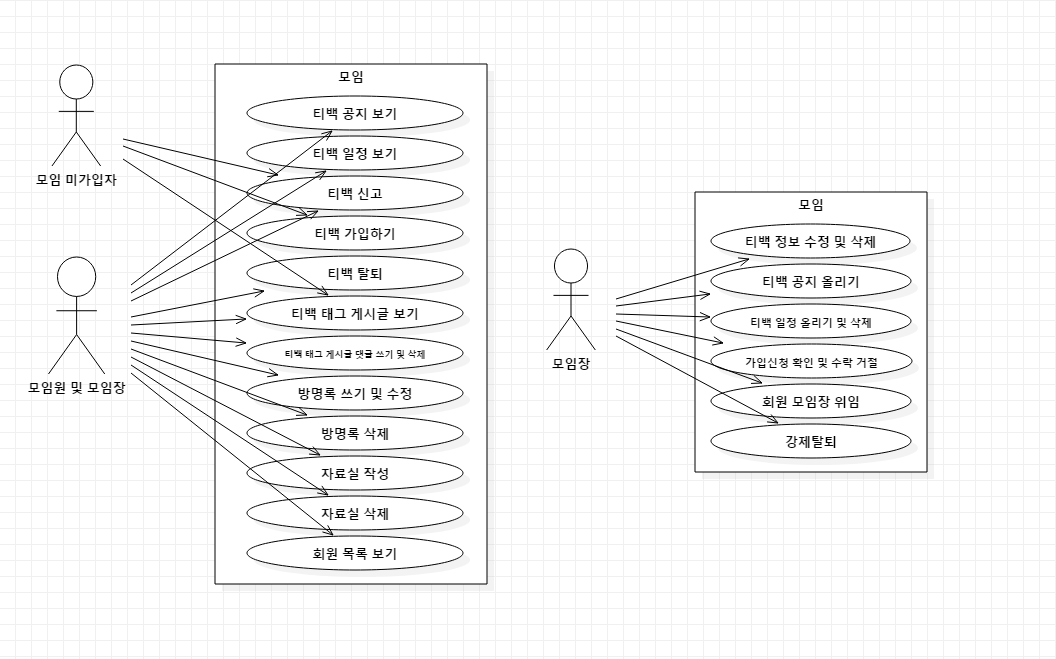 모임
티백 공지 보기
티백 일정 보기
티백 신고
모임 미가입자
티백 가입하기
티백 탈퇴
티백 태그 게시글 보기
티백 태그 게시글 댓글 쓰기 및 삭제
모임원 및 모임장
방명록 쓰기 및 수정
방명록 삭제
자료실 작성
자료실 삭제
회원 목록 보기
모임
티백 정보 수정 및 삭제
티백 공지 올리기
티백 일정 올리기 및 삭제
모임장
가입신청 확인 및 수락 거절
회원 모임장 위임
강제탈퇴